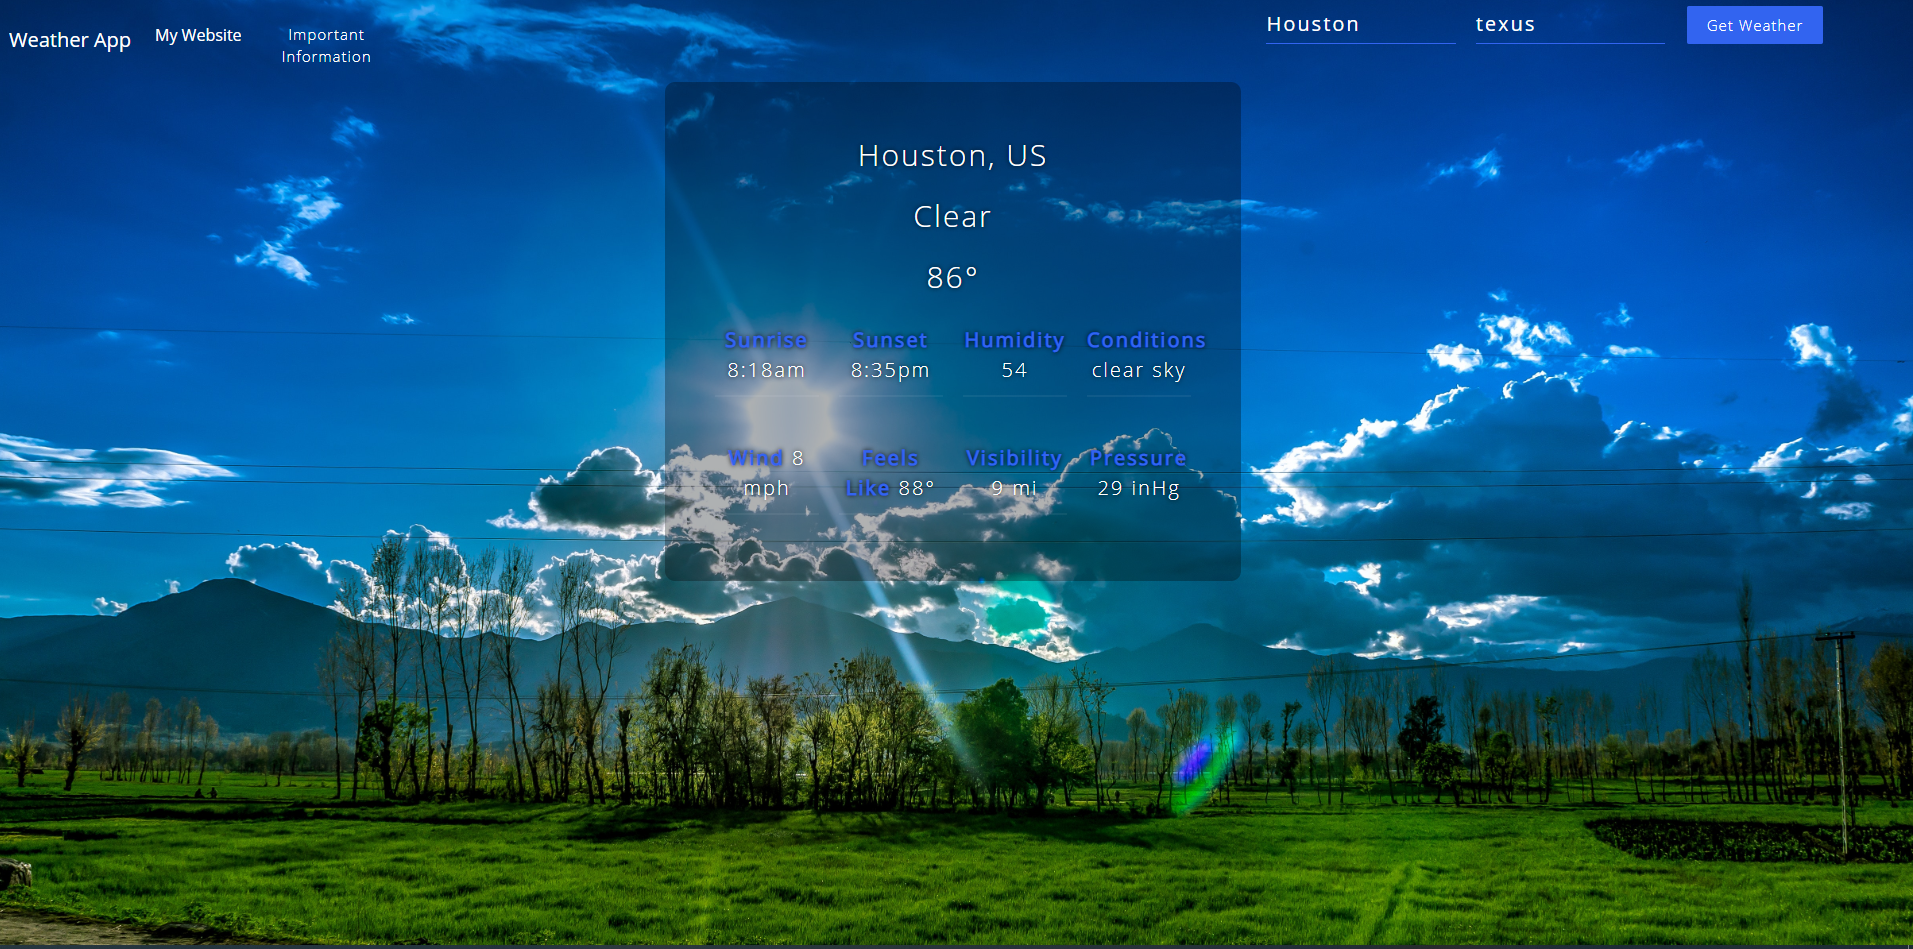 Weather App
My Website
Important
Information
Houston
texus
Get Weather
Houston, US
Clear
86°
Sunrise
8:18am
Sunset
8:35pm
Humidity
54
Conditions
clear sky
Wind 8
mph
Feels
Like 88°
Visibility
9 mi
Pressure
29 inHg